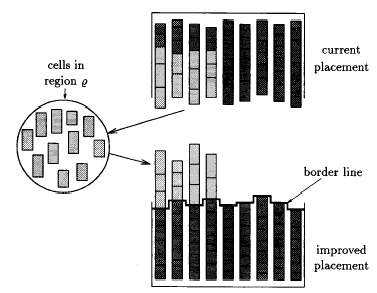 cells in
region ϱ
current
placement
border line
improved
placement